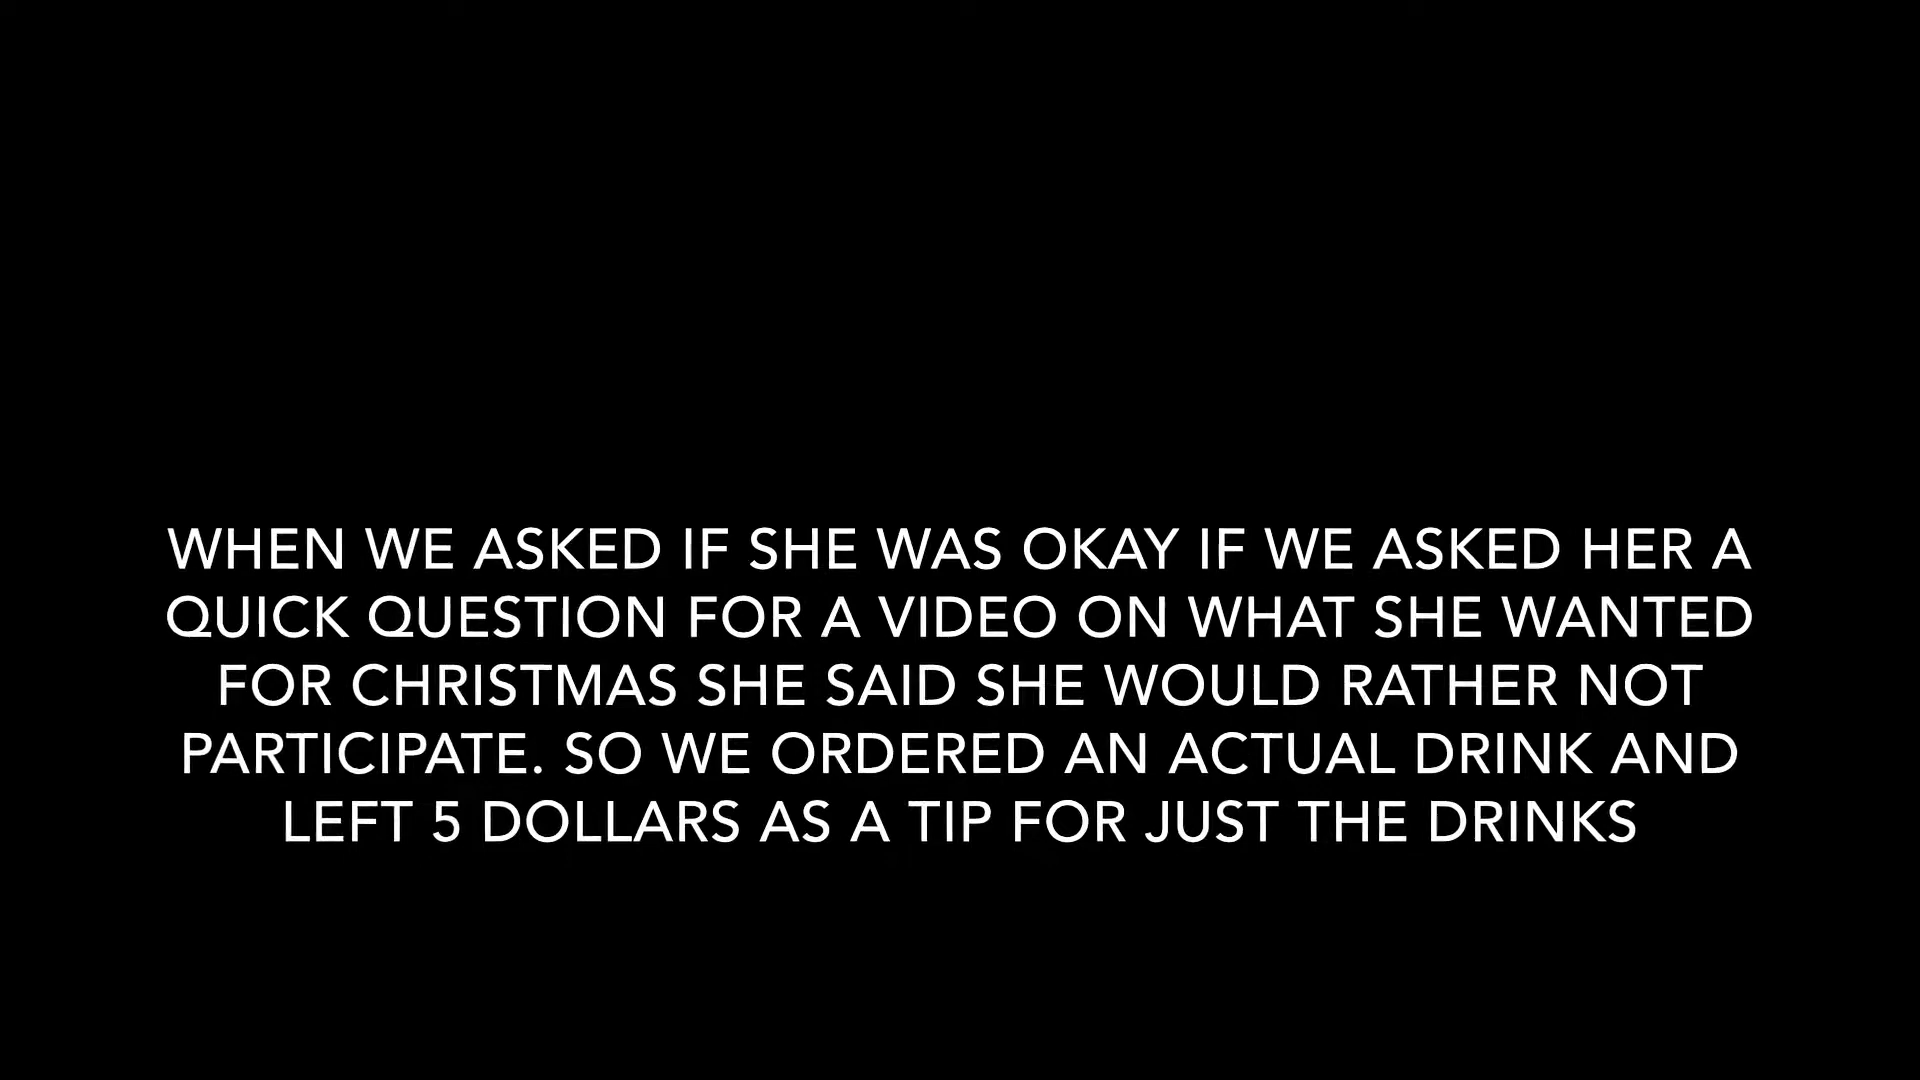 WHEN WE ASKED IF SHE WAS OKAY IF WE ASKED HER A
QUICK QUESTION FOR A VIDEO ON WHAT SHE WANTED
FOR CHRISTMAS SHE SAID SHE WOULD RATHER NOT
PARTICIPATE. SO WE ORDERED AN ACTUAL DRINK AND
LEFT 5 DOLLARS AS A TIP FOR JUST THE DRINKS